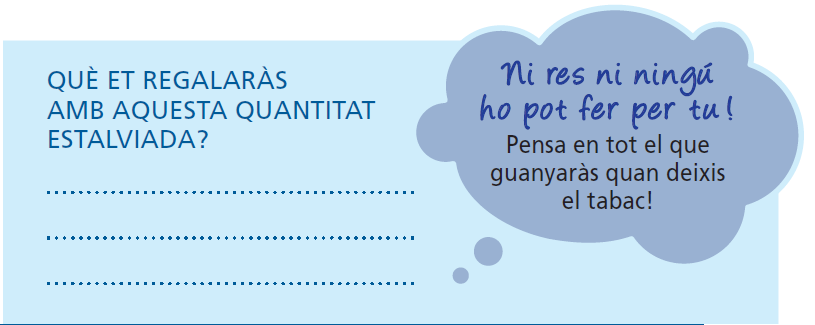 QUÈ ET REGALARÀS
AMB AQUESTA QUANTITAT
ESTALVIADA?
Ni res ni ningú
ho pot fer per tu!
Pensa en tot el que
guanyaràs quan deixis
el tabac!